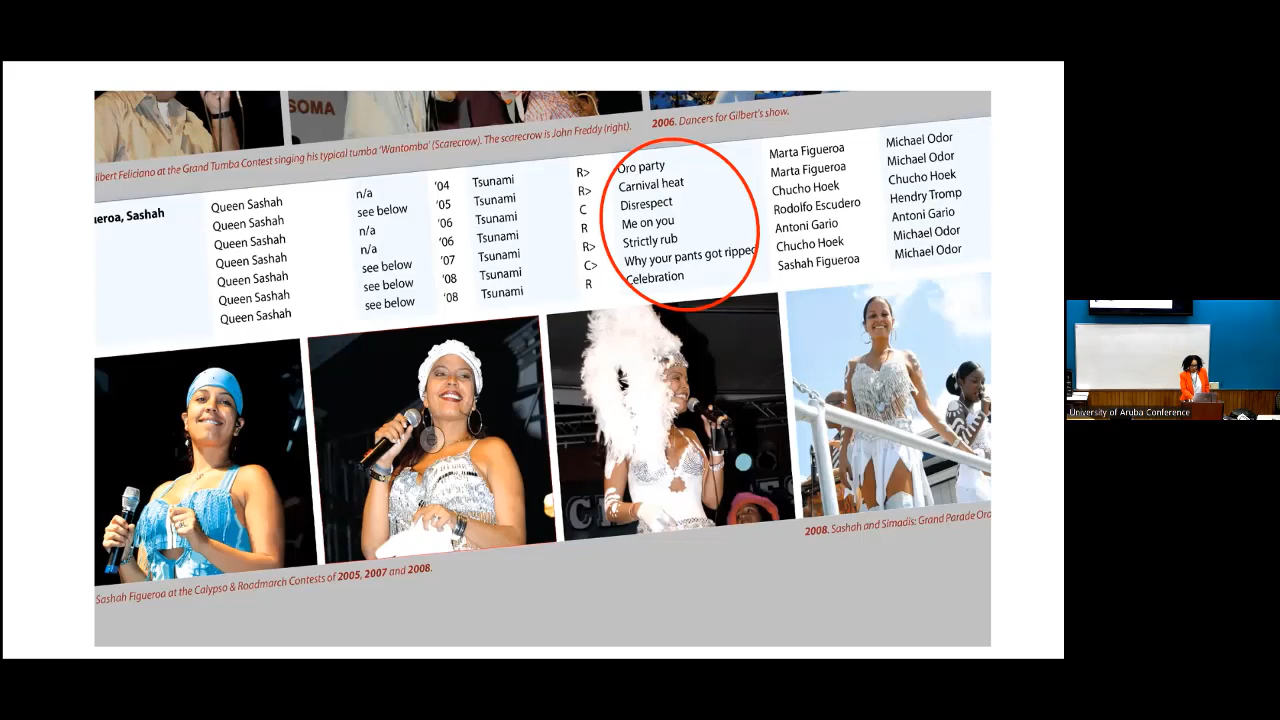 SOMA
ilbert Feliciano at the Grand Tumba Contest singing his typical tumba ‘Wantomba’ (Scarecrow). The scarecrow is John Freddy (right).
2006. Dancers for Gilbert's show.
ueroa, Sashah Queen Sashah n/a '04 Tsunami R> Oro party Marta Figueroa Michael Odor
Queen Sashah see below '05 Tsunami R> Carnival heat Marta Figueroa Michael Odor
Queen Sashah n/a '06 Tsunami C Disrespect Chucho Hoek Chucho Hoek
Queen Sashah n/a '06 Tsunami R Me on you Rodolfo Escudero Hendry Tromp
Queen Sashah see below '07 Tsunami R> Strictly rub Antoni Gario Antoni Gario
Queen Sashah see below '08 Tsunami C> Why your pants got ripped Chucho Hoek Michael Odor
Queen Sashah see below '08 Tsunami R Celebration Sashah Figueroa Michael Odor
Sashah Figueroa at the Calypso & Roadmarch Contests of 2005, 2007 and 2008.
2008. Sashah and Simadis: Grand Parade Ora
University of Aruba Conference